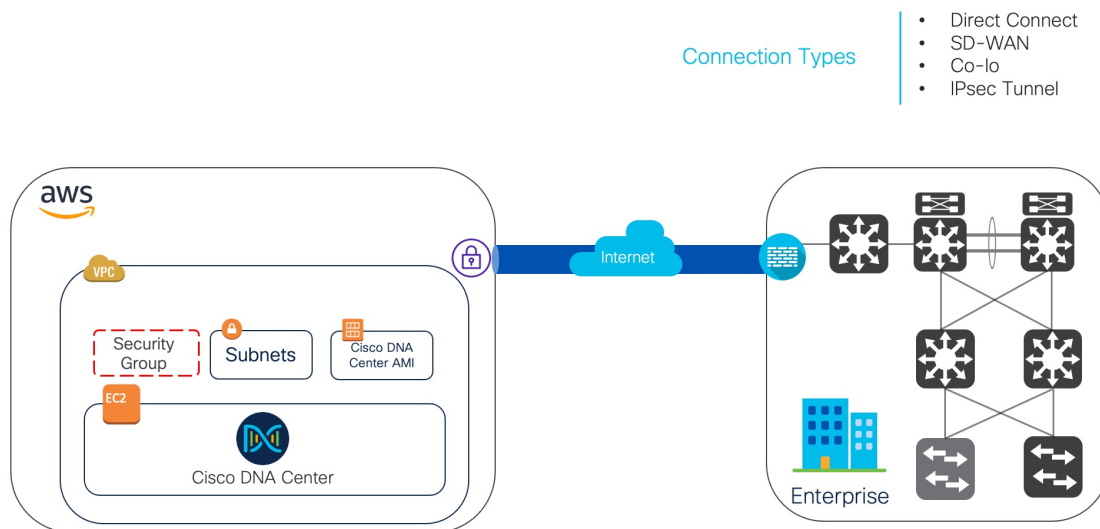 Connection Types
• Direct Connect
• SD-WAN
• Co-lo
• IPsec Tunnel
aws
VPC
Internet
Security
Group
Subnets
Cisco DNA
Center AMI
EC2
Cisco DNA Center
Enterprise